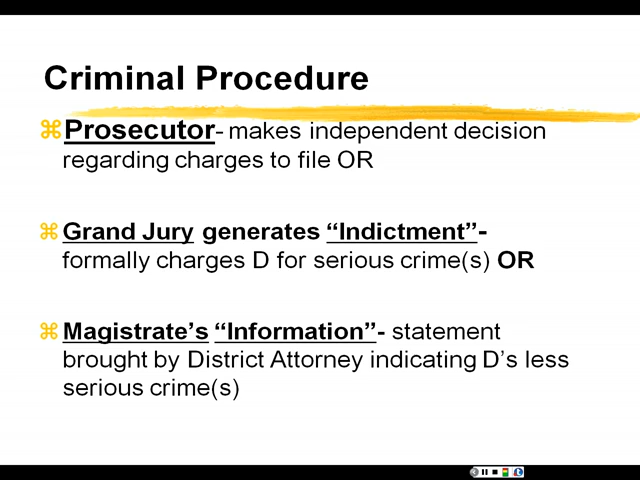 Criminal Procedure
Prosecutor- makes independent decision
regarding charges to file OR
Grand Jury generates “Indictment”-
formally charges D for serious crime(s) OR
Magistrate’s “Information”- statement
brought by District Attorney indicating D’s less
serious crime(s)